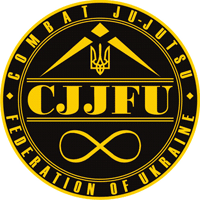 COMBAT JU-JUTSU
CJJFU
FEDERATION OF UKRAINE